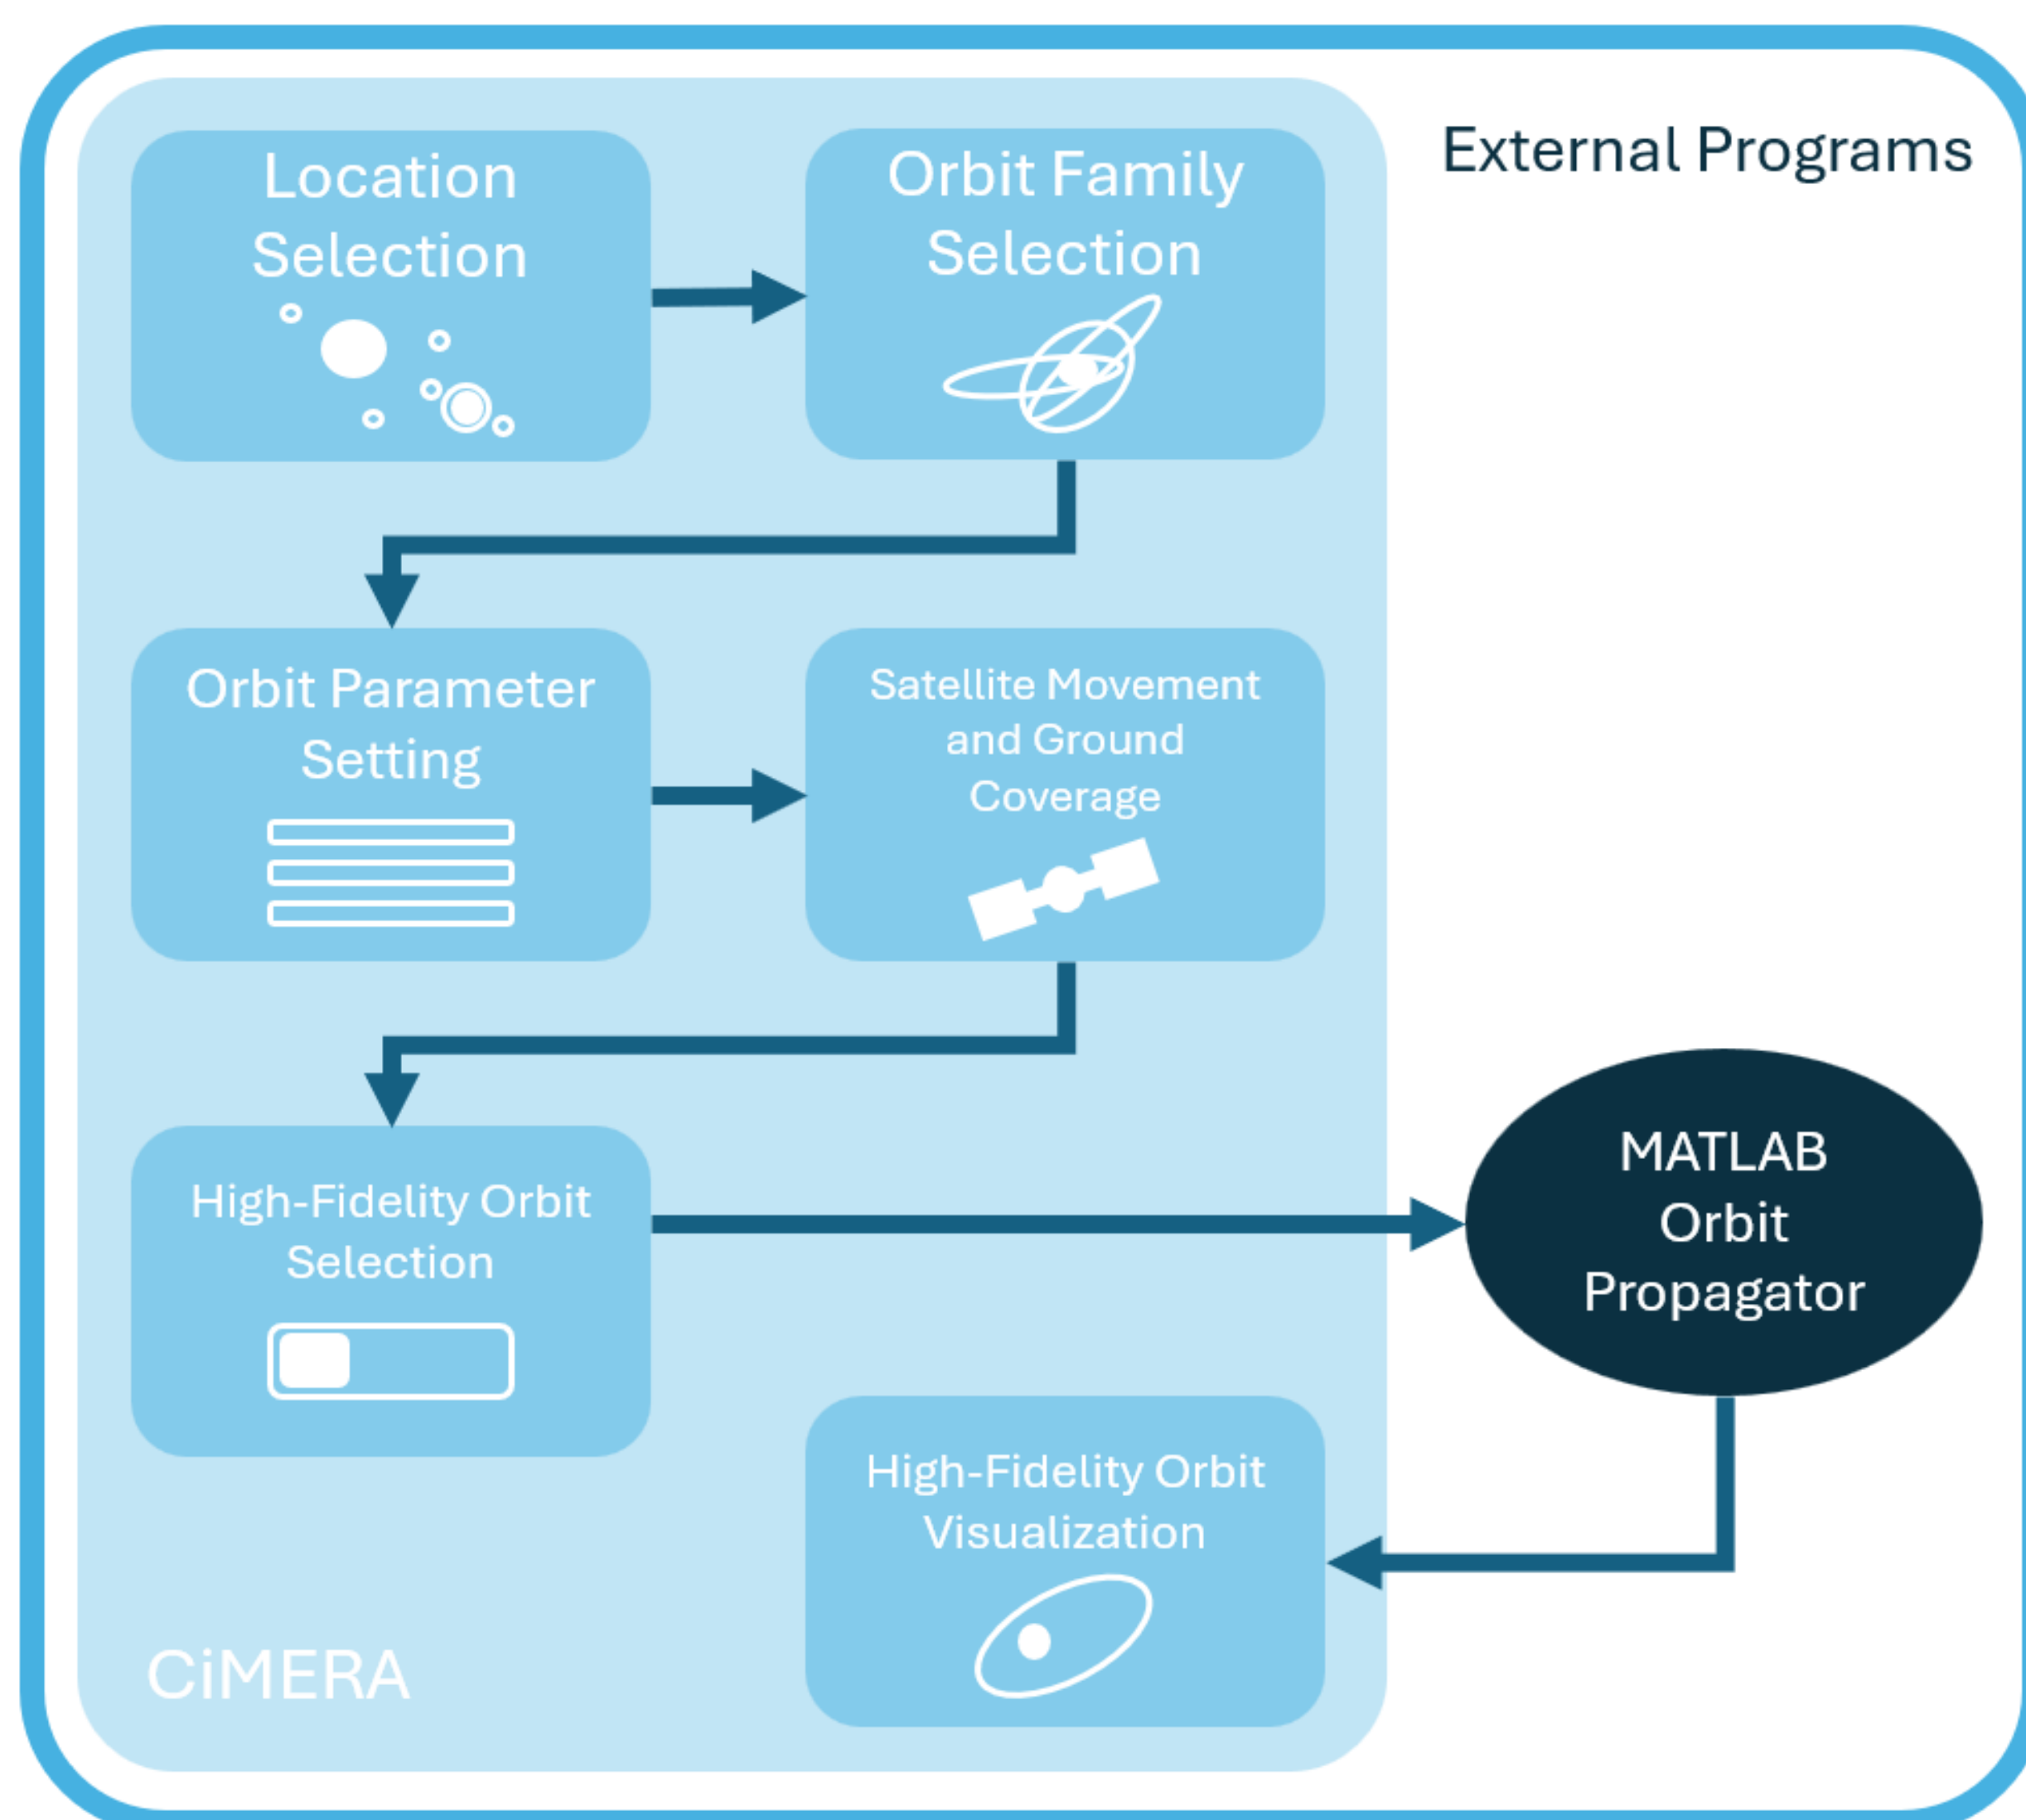 Location
Selection
Orbit Family
Selection
External Programs
Orbit Parameter
Setting
Satellite Movement
and Ground
Coverage
High-Fidelity Orbit
Selection
MATLAB
Orbit
Propagator
High-Fidelity Orbit
Visualization
CiMERA